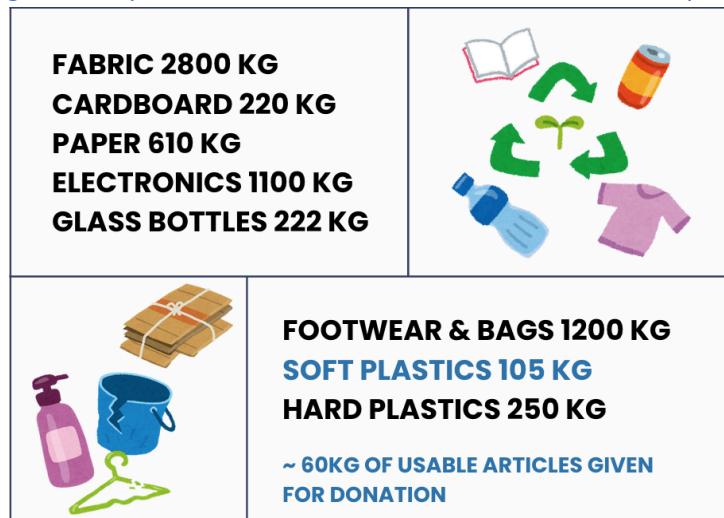 FABRIC 2800 KG
CARDBOARD 220 KG
PAPER 610 KG
ELECTRONICS 1100 KG
GLASS BOTTLES 222 KG
FOOTWEAR & BAGS 1200 KG
SOFT PLASTICS 105 KG
HARD PLASTICS 250 KG
~ 60KG OF USABLE ARTICLES GIVEN
FOR DONATION